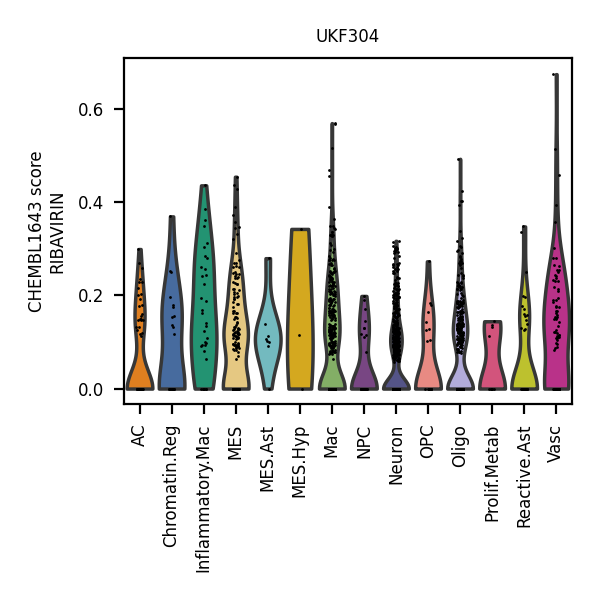 UKF304
CHEMBL1643 score
RIBAVIRIN
0.6
0.4
0.2
0.0
AC
Chromatin.Reg
Inflammatory.Mac
MES
MES.Ast
MES.Hyp
Mac
NPC
Neuron
OPC
Oligo
Prolif.Metab
Reactive.Ast
Vasc